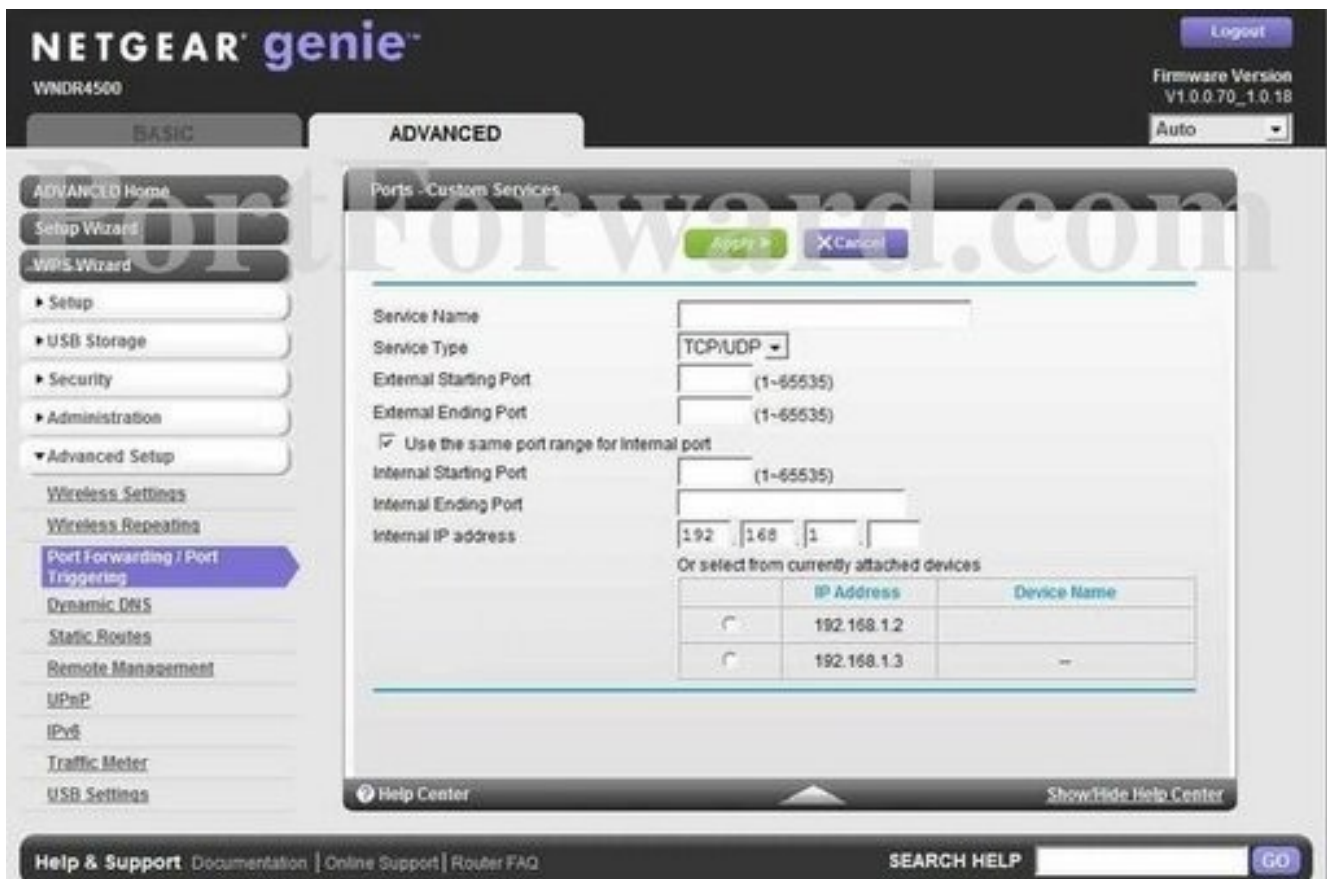 NETGEAR genie™
WNDR4500
Logout
Firmware Version
V1.0.0.70_1.0.18
Auto
BASIC
ADVANCED
PortForward.com
ADVANCED Home
Setup Wizard
WPS Wizard
▸ Setup
▸ USB Storage
▸ Security
▸ Administration
▾ Advanced Setup
Wireless Settings
Wireless Repeating
Port Forwarding / Port
Triggering
Dynamic DNS
Static Routes
Remote Management
UPnP
IPv6
Traffic Meter
USB Settings
Ports - Custom Services
Apply ▸ X Cancel
Service Name
Service Type TCP/UDP
External Starting Port (1~65535)
External Ending Port (1~65535)
Use the same port range for Internal port
Internal Starting Port (1~65535)
Internal Ending Port
Internal IP address 192 .168 .1 .
Or select from currently attached devices
IP Address Device Name
192.168.1.2
192.168.1.3 --
? Help Center Show/Hide Help Center
Help & Support Documentation | Online Support | Router FAQ SEARCH HELP GO